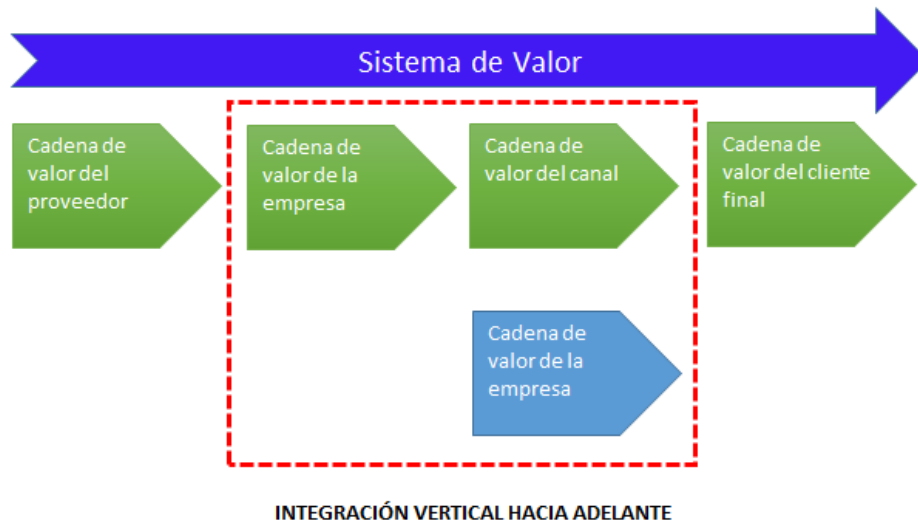 Sistema de Valor
Cadena de
valor del
proveedor
Cadena de
valor de la
empresa
Cadena de
valor del canal
Cadena de
valor del cliente
final
Cadena de
valor de la
empresa
INTEGRACIÓN VERTICAL HACIA ADELANTE